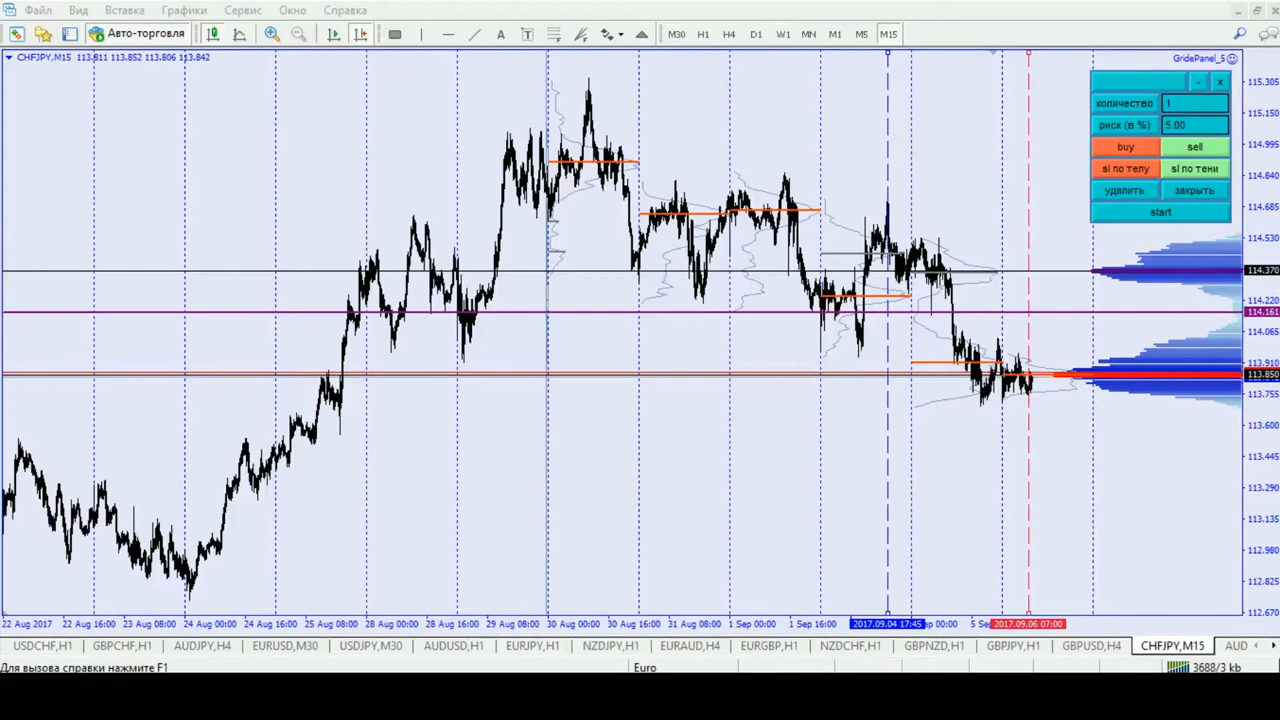 Файл Вид Вставка Графики Сервис Окно Справка
Авто-торговля A T M30 H1 H4 D1 W1 MN M1 M5 M15
CHFJPY,M15 113.811 113.852 113.806 113.842
GridePanel_5
- x
количество 1
риск (в %) 5.00
buy sell
sl по телу sl по тени
удалить закрыть
start
115.305
115.150
114.995
114.840
114.685
114.530
114.370
114.220
114.161
114.065
113.910
113.850
113.755
113.600
113.445
113.290
113.135
112.980
112.825
112.670
22 Aug 2017 22 Aug 16:00 23 Aug 08:00 24 Aug 00:00 24 Aug 16:00 25 Aug 08:00 28 Aug 00:00 28 Aug 16:00 29 Aug 08:00 30 Aug 00:00 30 Aug 16:00 31 Aug 08:00 1 Sep 00:00 1 Sep 16:00 2017.09.04 17:45 ep 00:00 5 Se 2017.09.06 07:00
USDCHF,H1 GBPCHF,H1 AUDJPY,H4 EURUSD,M30 USDJPY,M30 AUDUSD,H1 EURJPY,H1 NZDJPY,H1 EURAUD,H4 EURGBP,H1 NZDCHF,H1 GBPNZD,H1 GBPJPY,H1 GBPUSD,H4 CHFJPY,M15 AUD
Для вызова справки нажмите F1 Euro 3688/3 kb